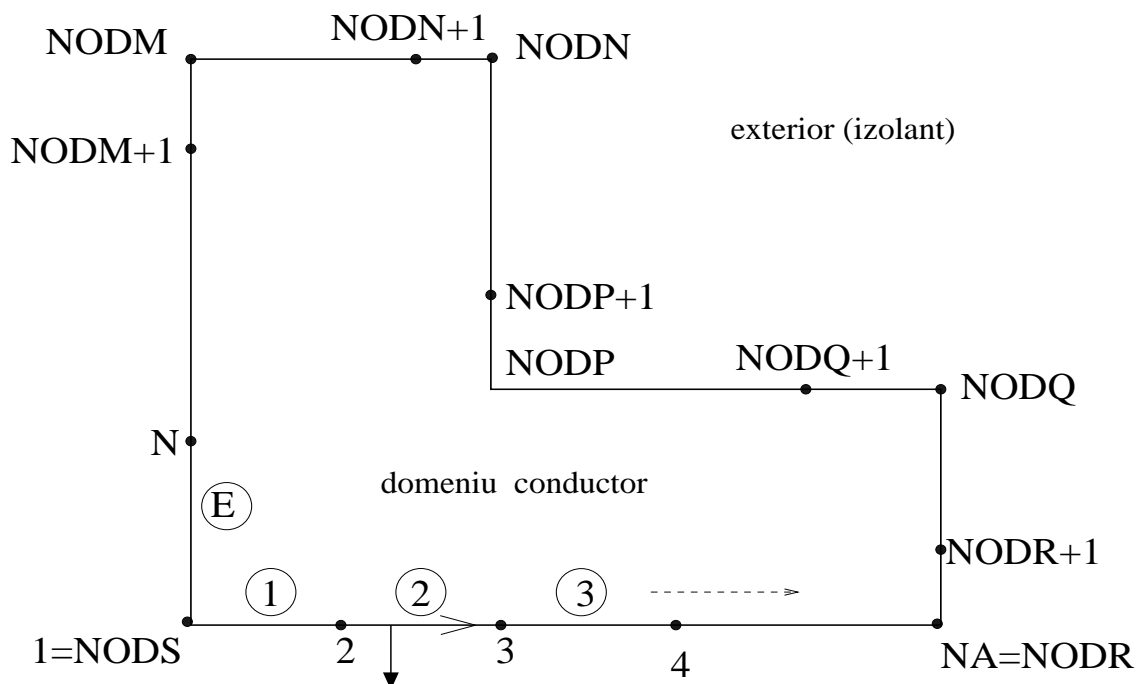 NODN+1
NODM
NODN
exterior (izolant)
NODM+1
NODP+1
NODP
NODQ+1
NODQ
N
domeniu conductor
E
NODR+1
1
2
3
1=NODS
2
3
4
NA=NODR